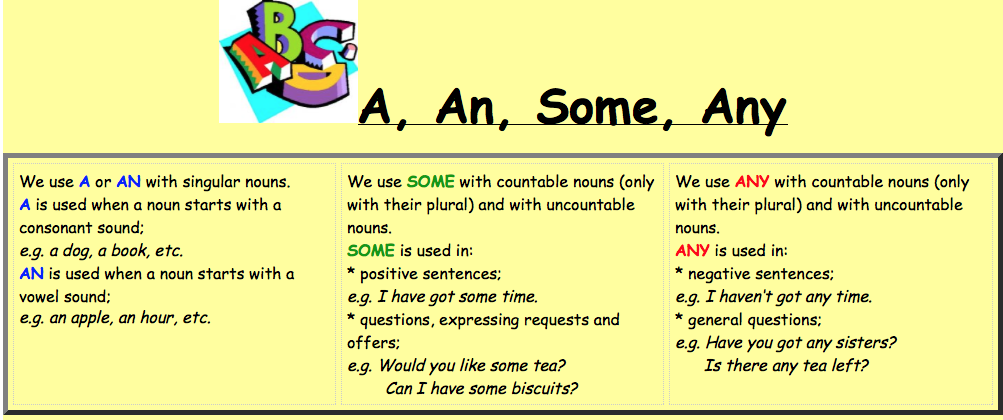 ABCD
A, An, Some, Any
We use A or AN with singular nouns.
A is used when a noun starts with a
consonant sound;
e.g. a dog, a book, etc.
AN is used when a noun starts with a
vowel sound;
e.g. an apple, an hour, etc.
We use SOME with countable nouns (only
with their plural) and with uncountable
nouns.
SOME is used in:
* positive sentences;
e.g. I have got some time.
* questions, expressing requests and
offers;
e.g. Would you like some tea?
Can I have some biscuits?
We use ANY with countable nouns (only
with their plural) and with uncountable
nouns.
ANY is used in:
* negative sentences;
e.g. I haven't got any time.
* general questions;
e.g. Have you got any sisters?
Is there any tea left?